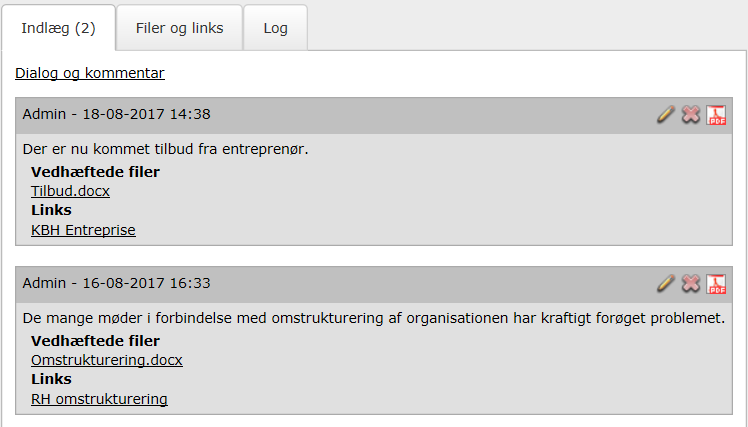 Indlæg (2) Filer og links Log
Dialog og kommentar
Admin - 18-08-2017 14:38 PDF
Der er nu kommet tilbud fra entreprenør.
Vedhæftede filer
Tilbud.docx
Links
KBH Entreprise
Admin - 16-08-2017 16:33 PDF
De mange møder i forbindelse med omstrukturering af organisationen har kraftigt forøget problemet.
Vedhæftede filer
Omstrukturering.docx
Links
RH omstrukturering